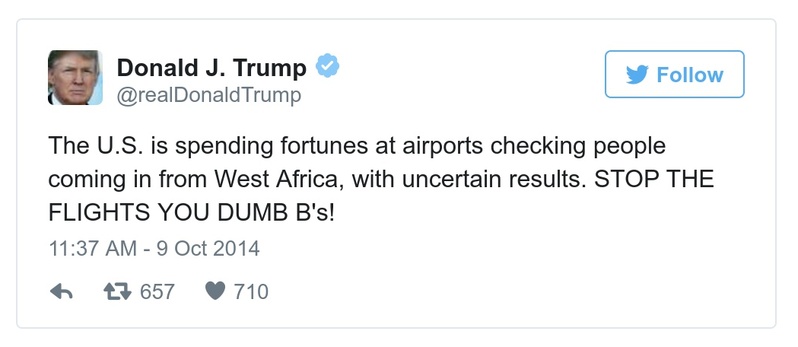 Donald J. Trump
@realDonaldTrump
Follow
The U.S. is spending fortunes at airports checking people
coming in from West Africa, with uncertain results. STOP THE
FLIGHTS YOU DUMB B's!
11:37 AM - 9 Oct 2014
657 710